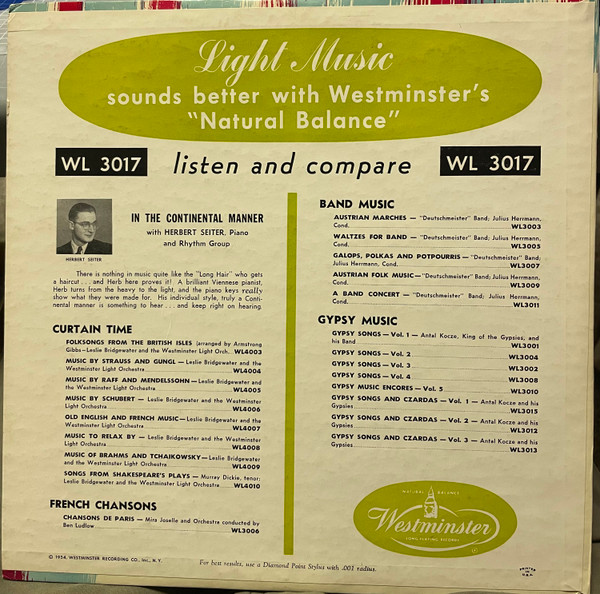 Light Music
sounds better with Westminster's
"Natural Balance"
WL 3017
listen and compare
WL 3017
HERBERT SEITER
IN THE CONTINENTAL MANNER
with HERBERT SEITER, Piano
and Rhythm Group
There is nothing in music quite like the "Long Hair" who gets
a haircut . . . and Herb here proves it! A brilliant Viennese pianist,
Herb turns from the heavy to the light, and the piano keys really
show what they were made for. His individual style, truly a Conti-
nental manner is something to hear . . . and keep right on hearing.
CURTAIN TIME
FOLKSONGS FROM THE BRITISH ISLES (arranged by Armstrong
Gibbs—Leslie Bridgewater and the Westminster Light Orch. WL4003
MUSIC BY STRAUSS AND GUNGL—Leslie Bridgewater and the
Westminster Light Orchestra WL4004
MUSIC BY RAFF AND MENDELSSOHN—Leslie Bridgewater and
the Westminster Light Orchestra WL4005
MUSIC BY SCHUBERT — Leslie Bridgewater and the Westminster
Light Orchestra WL4006
OLD ENGLISH AND FRENCH MUSIC—Leslie Bridgewater and the
Westminster Light Orchestra WL4007
MUSIC TO RELAX BY — Leslie Bridgewater and the Westminster
Light Orchestra WL4008
MUSIC OF BRAHMS AND TCHAIKOWSKY—Leslie Bridgewater
and the Westminster Light Orchestra WL4009
SONGS FROM SHAKESPEARE'S PLAYS — Murray Dickie, tenor;
Leslie Bridgewater and the Westminster Light Orchestra WL4010
FRENCH CHANSONS
CHANSONS DE PARIS — Mira Joselle and Orchestre conducted by
Ben Ludlow WL3006
BAND MUSIC
AUSTRIAN MARCHES — "Deutschmeister" Band; Julius Herrmann,
Cond. WL3003
WALTZES FOR BAND — "Deutschmeister" Band; Julius Herrmann,
Cond. WL3005
GALOPS, POLKAS AND POTPOURRIS — "Deutschmeister" Band;
Julius Herrmann, Cond. WL3007
AUSTRIAN FOLK MUSIC—"Deutschmeister" Band; Julius Herrmann,
Cond. WL3009
A BAND CONCERT — "Deutschmeister" Band; Julius Herrmann,
Cond. WL3011
GYPSY MUSIC
GYPSY SONGS—Vol. 1 — Antal Kocze, King of the Gypsies, and
his Band WL3001
GYPSY SONGS—Vol. 2 WL3004
GYPSY SONGS—Vol. 3 WL3002
GYPSY SONGS—Vol. 4 WL3008
GYPSY MUSIC ENCORES—Vol. 5 WL3010
GYPSY SONGS AND CZARDAS —Vol. 1 — Antal Kocze and his
Gypsies WL3015
GYPSY SONGS AND CZARDAS — Vol. 2 — Antal Kocze and his
Gypsies WL3012
GYPSY SONGS AND CZARDAS — Vol. 3 — Antal Kocze and his
Gypsies WL3013
NATURAL BALANCE
Westminster
LONG PLAYING RECORDS
© 1954, WESTMINSTER RECORDING CO., Inc., N. Y.
For best results, use a Diamond Point Stylus with .001 radius.
PRINTED
IN
U.S.A.